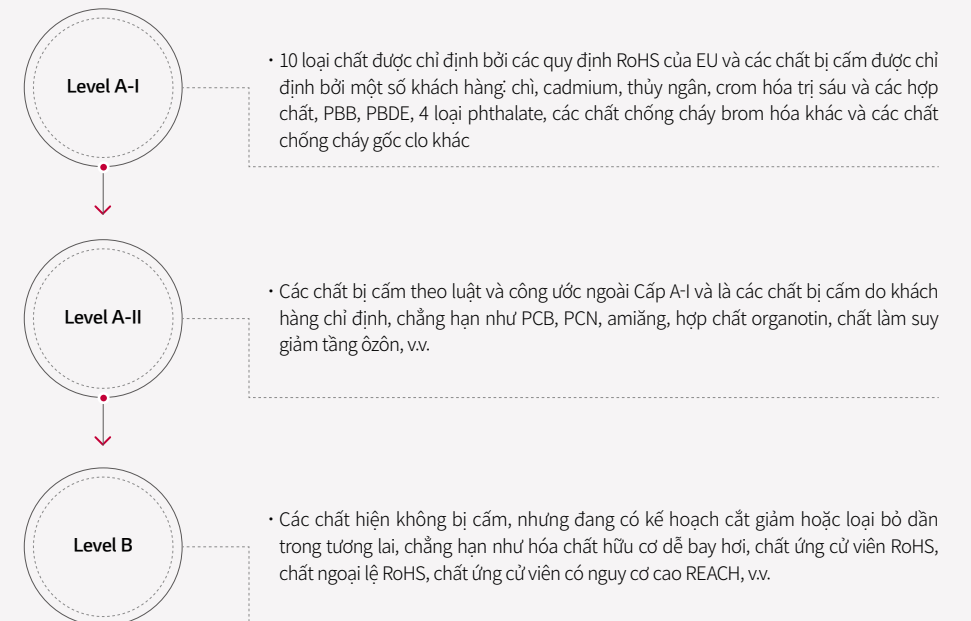 Level A-I
· 10 loại chất được chỉ định bởi các quy định RoHS của EU và các chất bị cấm được chỉ
định bởi một số khách hàng: chì, cadmium, thủy ngân, crom hóa trị sáu và các hợp
chất, PBB, PBDE, 4 loại phthalate, các chất chống cháy brom hóa khác và các chất
chống cháy gốc clo khác
Level A-II
· Các chất bị cấm theo luật và công ước ngoài Cấp A-I và là các chất bị cấm do khách
hàng chỉ định, chẳng hạn như PCB, PCN, amiăng, hợp chất organotin, chất làm suy
giảm tầng ôzôn, v.v.
Level B
· Các chất hiện không bị cấm, nhưng đang có kế hoạch cắt giảm hoặc loại bỏ dần
trong tương lai, chẳng hạn như hóa chất hữu cơ dễ bay hơi, chất ứng cử viên RoHS,
chất ngoại lệ RoHS, chất ứng cử viên có nguy cơ cao REACH, v.v.